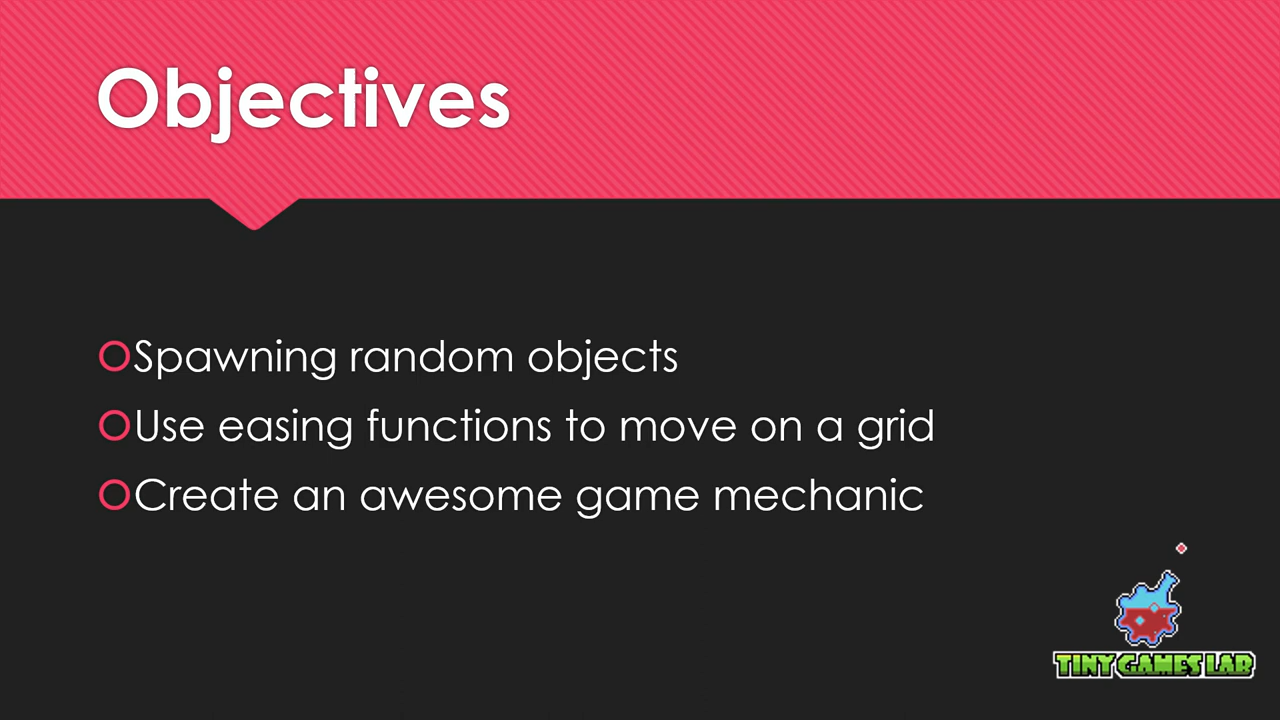 Objectives
Spawning random objects
Use easing functions to move on a grid
Create an awesome game mechanic
TINY GAMES LAB